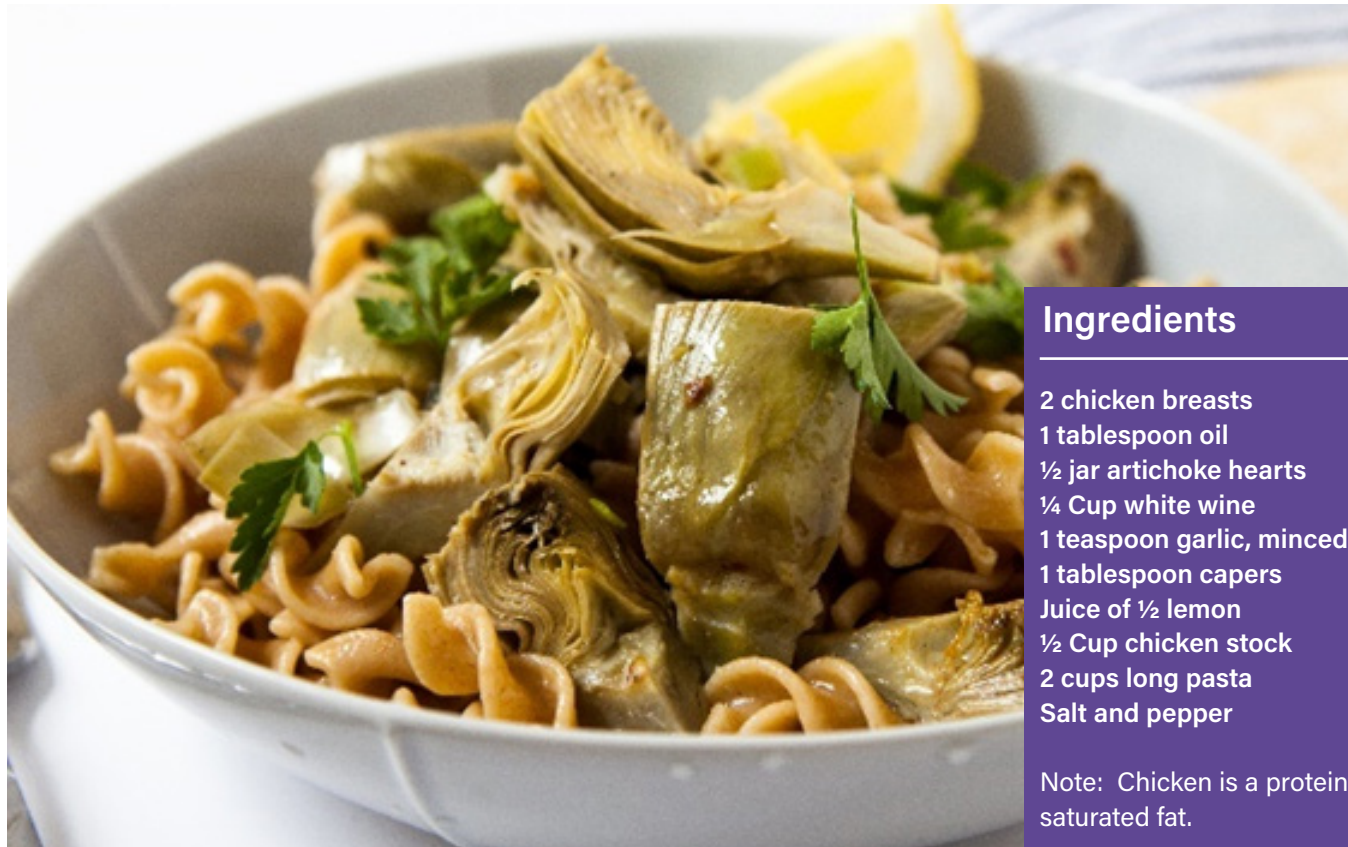 Ingredients
2 chicken breasts
1 tablespoon oil
½ jar artichoke hearts
¼ Cup white wine
1 teaspoon garlic, minced
1 tablespoon capers
Juice of ½ lemon
½ Cup chicken stock
2 cups long pasta
Salt and pepper
Note:  Chicken is a protein
saturated fat.